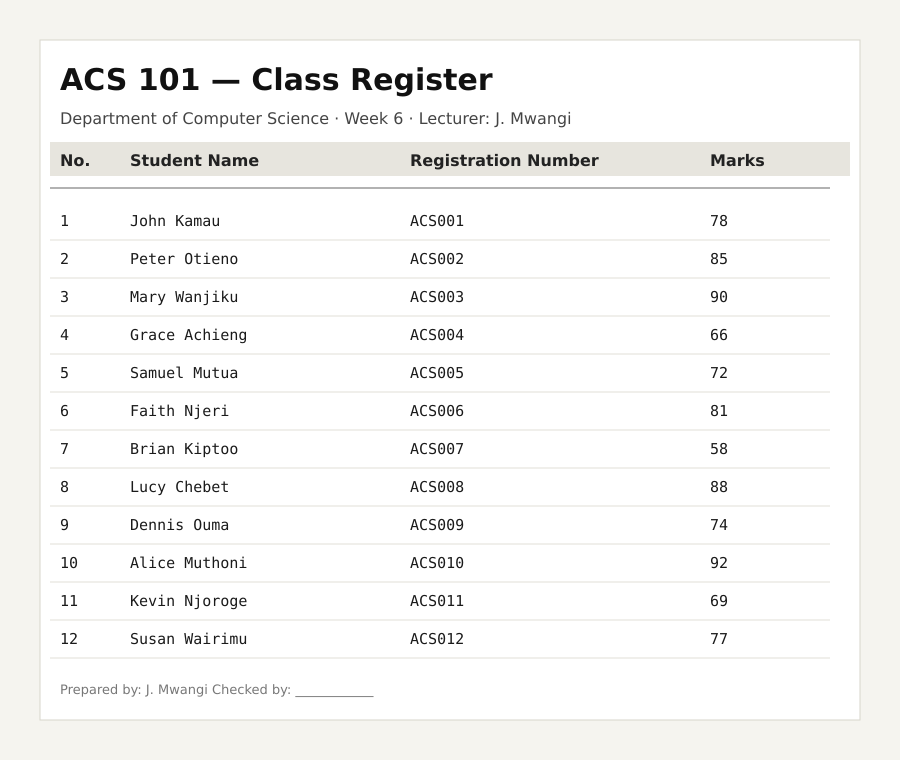 ACS 101 — Class Register
Department of Computer Science · Week 6 · Lecturer: J. Mwangi
No. Student Name Registration Number Marks
1 John Kamau ACS001 78
2 Peter Otieno ACS002 85
3 Mary Wanjiku ACS003 90
4 Grace Achieng ACS004 66
5 Samuel Mutua ACS005 72
6 Faith Njeri ACS006 81
7 Brian Kiptoo ACS007 58
8 Lucy Chebet ACS008 88
9 Dennis Ouma ACS009 74
10 Alice Muthoni ACS010 92
11 Kevin Njoroge ACS011 69
12 Susan Wairimu ACS012 77
Prepared by: J. Mwangi Checked by: ____________